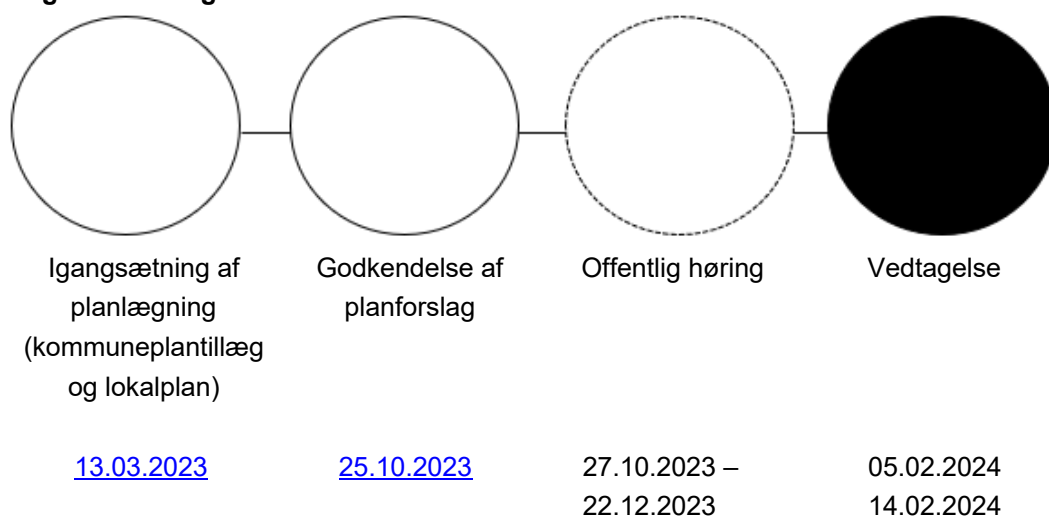 Igangsætning af
planlægning
(kommuneplantillæg
og lokalplan)
Godkendelse af
planforslag
Offentlig høring
Vedtagelse
13.03.2023
25.10.2023
27.10.2023 –
22.12.2023
05.02.2024
14.02.2024